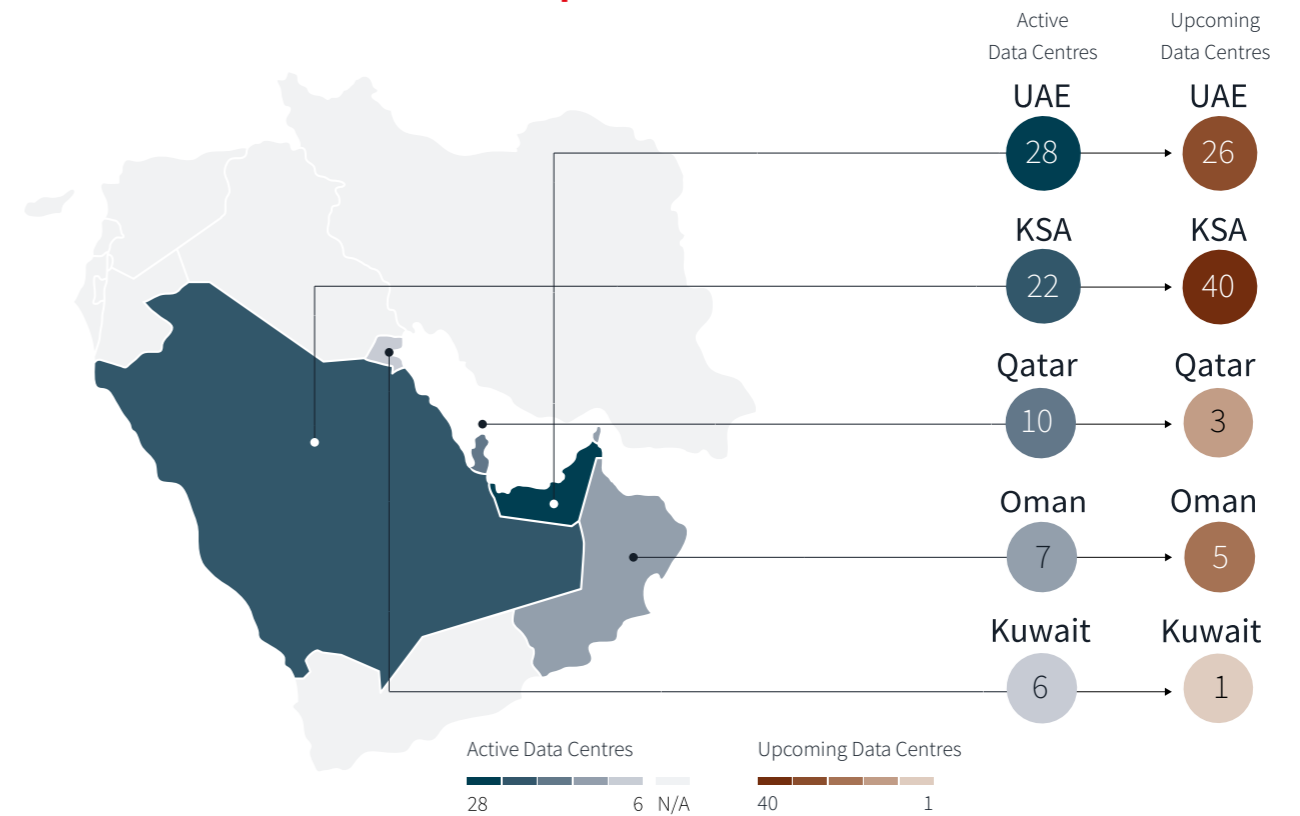 Active
Data Centres
Upcoming
Data Centres
UAE
UAE
28
26
KSA
KSA
22
40
Qatar
Qatar
10
3
Oman
Oman
7
5
Kuwait
Kuwait
6
1
Active Data Centres
28
6
N/A
Upcoming Data Centres
40
1